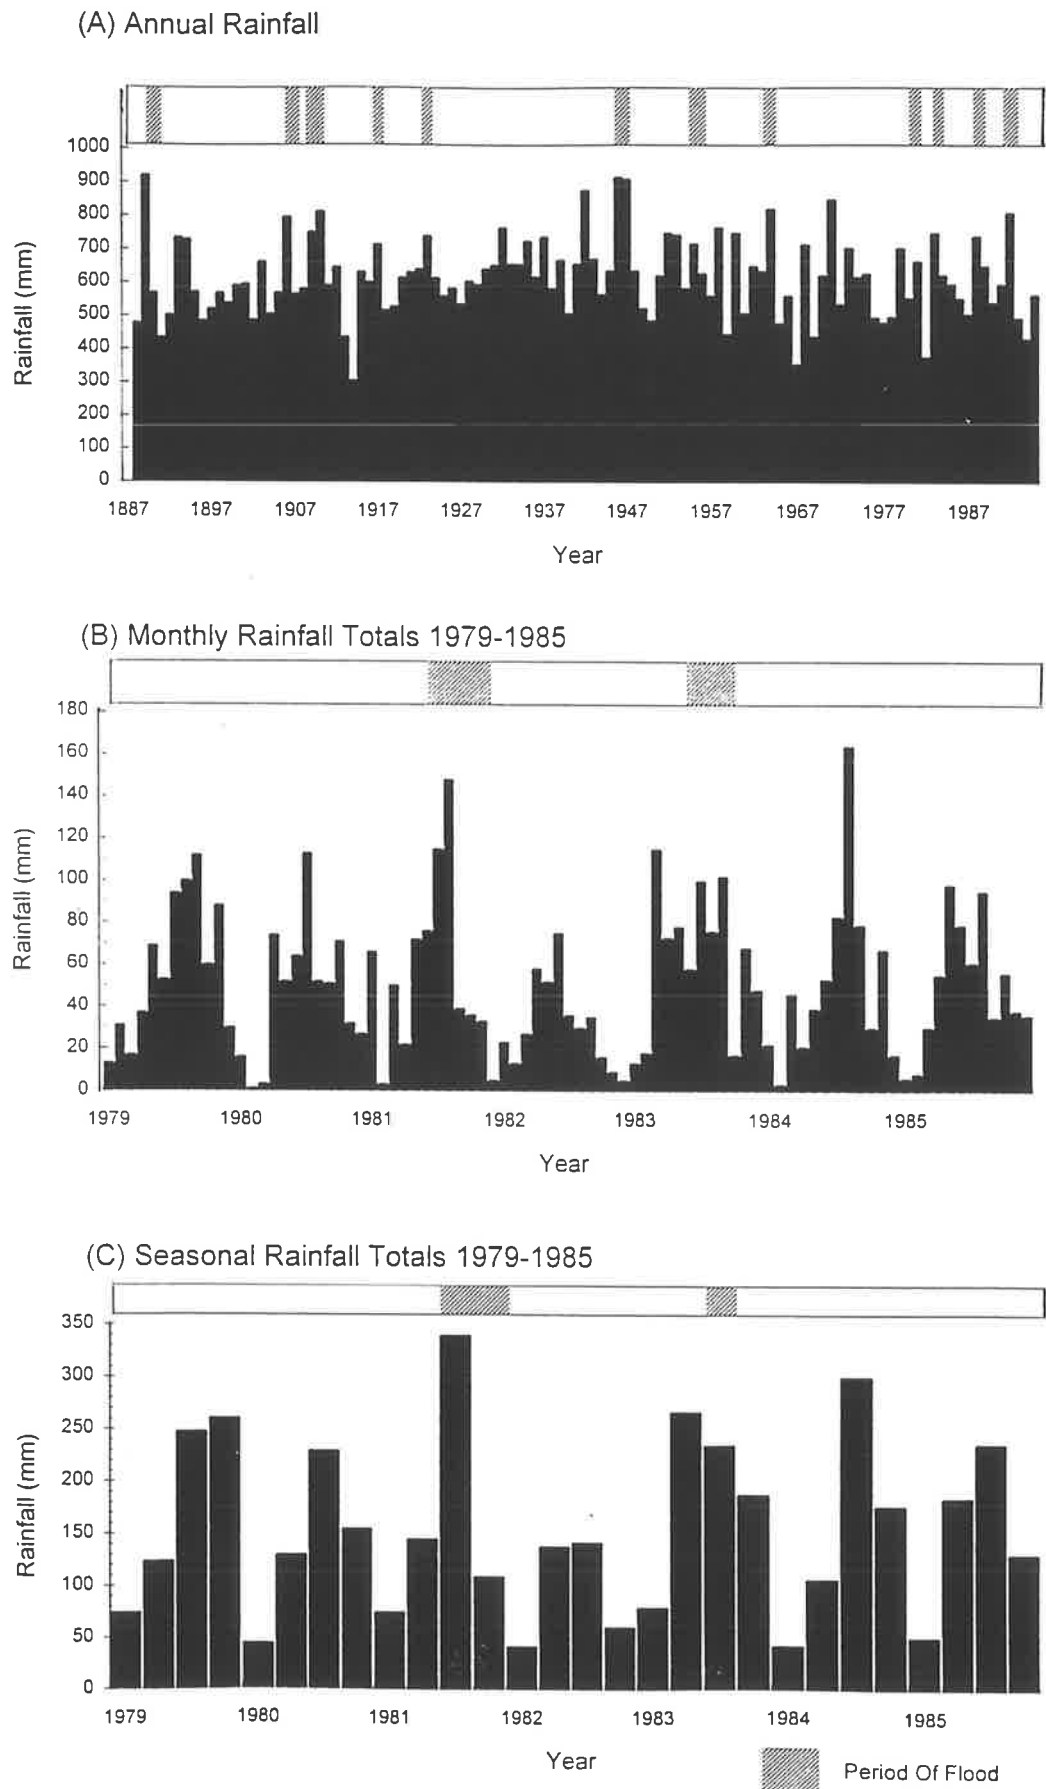 (A) Annual Rainfall
1000
900
800
700
600
500
400
300
200
100
0
Rainfall (mm)
1887 1897 1907 1917 1927 1937 1947 1957 1967 1977 1987
Year
(B) Monthly Rainfall Totals 1979-1985
180
160
140
120
100
80
60
40
20
0
Rainfall (mm)
1979 1980 1981 1982 1983 1984 1985
Year
(C) Seasonal Rainfall Totals 1979-1985
350
300
250
200
150
100
50
0
Rainfall (mm)
1979 1980 1981 1982 1983 1984 1985
Year
Period Of Flood